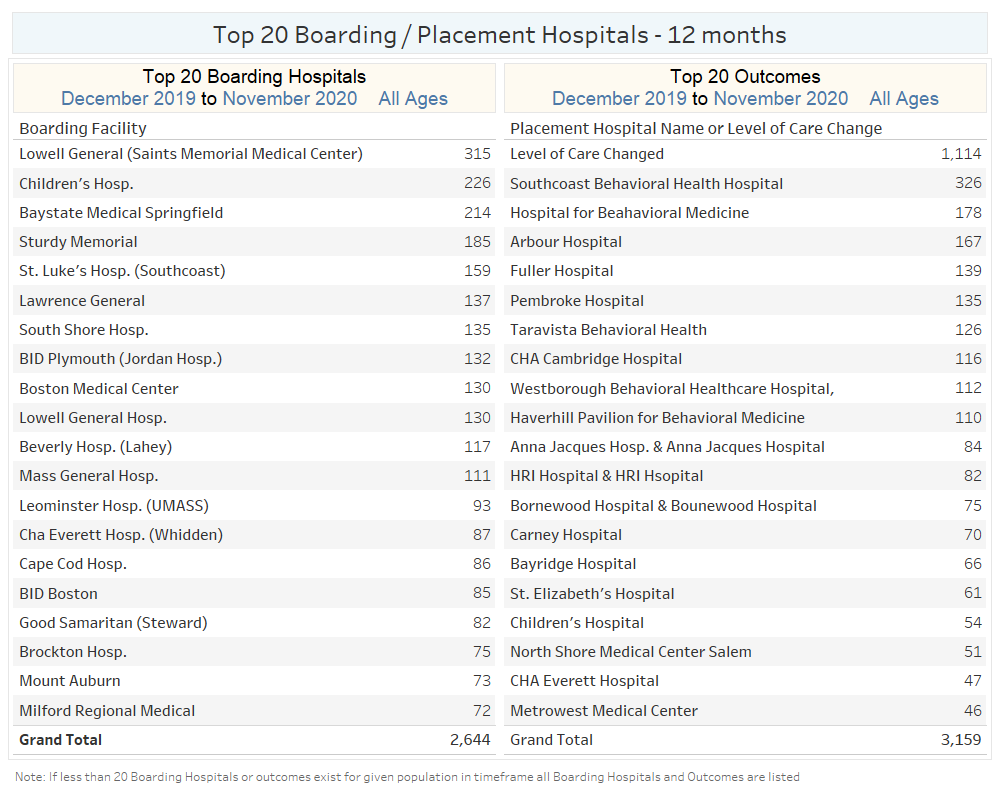 Top 20 Boarding / Placement Hospitals - 12 months
Top 20 Boarding Hospitals
December 2019 to November 2020 All Ages
Boarding Facility
Lowell General (Saints Memorial Medical Center) 315
Children's Hosp. 226
Baystate Medical Springfield 214
Sturdy Memorial 185
St. Luke's Hosp. (Southcoast) 159
Lawrence General 137
South Shore Hosp. 135
BID Plymouth (Jordan Hosp.) 132
Boston Medical Center 130
Lowell General Hosp. 130
Beverly Hosp. (Lahey) 117
Mass General Hosp. 111
Leominster Hosp. (UMASS) 93
Cha Everett Hosp. (Whidden) 87
Cape Cod Hosp. 86
BID Boston 85
Good Samaritan (Steward) 82
Brockton Hosp. 75
Mount Auburn 73
Milford Regional Medical 72
Grand Total 2,644
Top 20 Outcomes
December 2019 to November 2020 All Ages
Placement Hospital Name or Level of Care Change
Level of Care Changed 1,114
Southcoast Behavioral Health Hospital 326
Hospital for Beahavioral Medicine 178
Arbour Hospital 167
Fuller Hospital 139
Pembroke Hospital 135
Taravista Behavioral Health 126
CHA Cambridge Hospital 116
Westborough Behavioral Healthcare Hospital, 112
Haverhill Pavilion for Behavioral Medicine 110
Anna Jacques Hosp. & Anna Jacques Hospital 84
HRI Hospital & HRI Hsopital 82
Bornewood Hospital & Bounewood Hospital 75
Carney Hospital 70
Bayridge Hospital 66
St. Elizabeth's Hospital 61
Children's Hospital 54
North Shore Medical Center Salem 51
CHA Everett Hospital 47
Metrowest Medical Center 46
Grand Total 3,159
Note: If less than 20 Boarding Hospitals or outcomes exist for given population in timeframe all Boarding Hospitals and Outcomes are listed